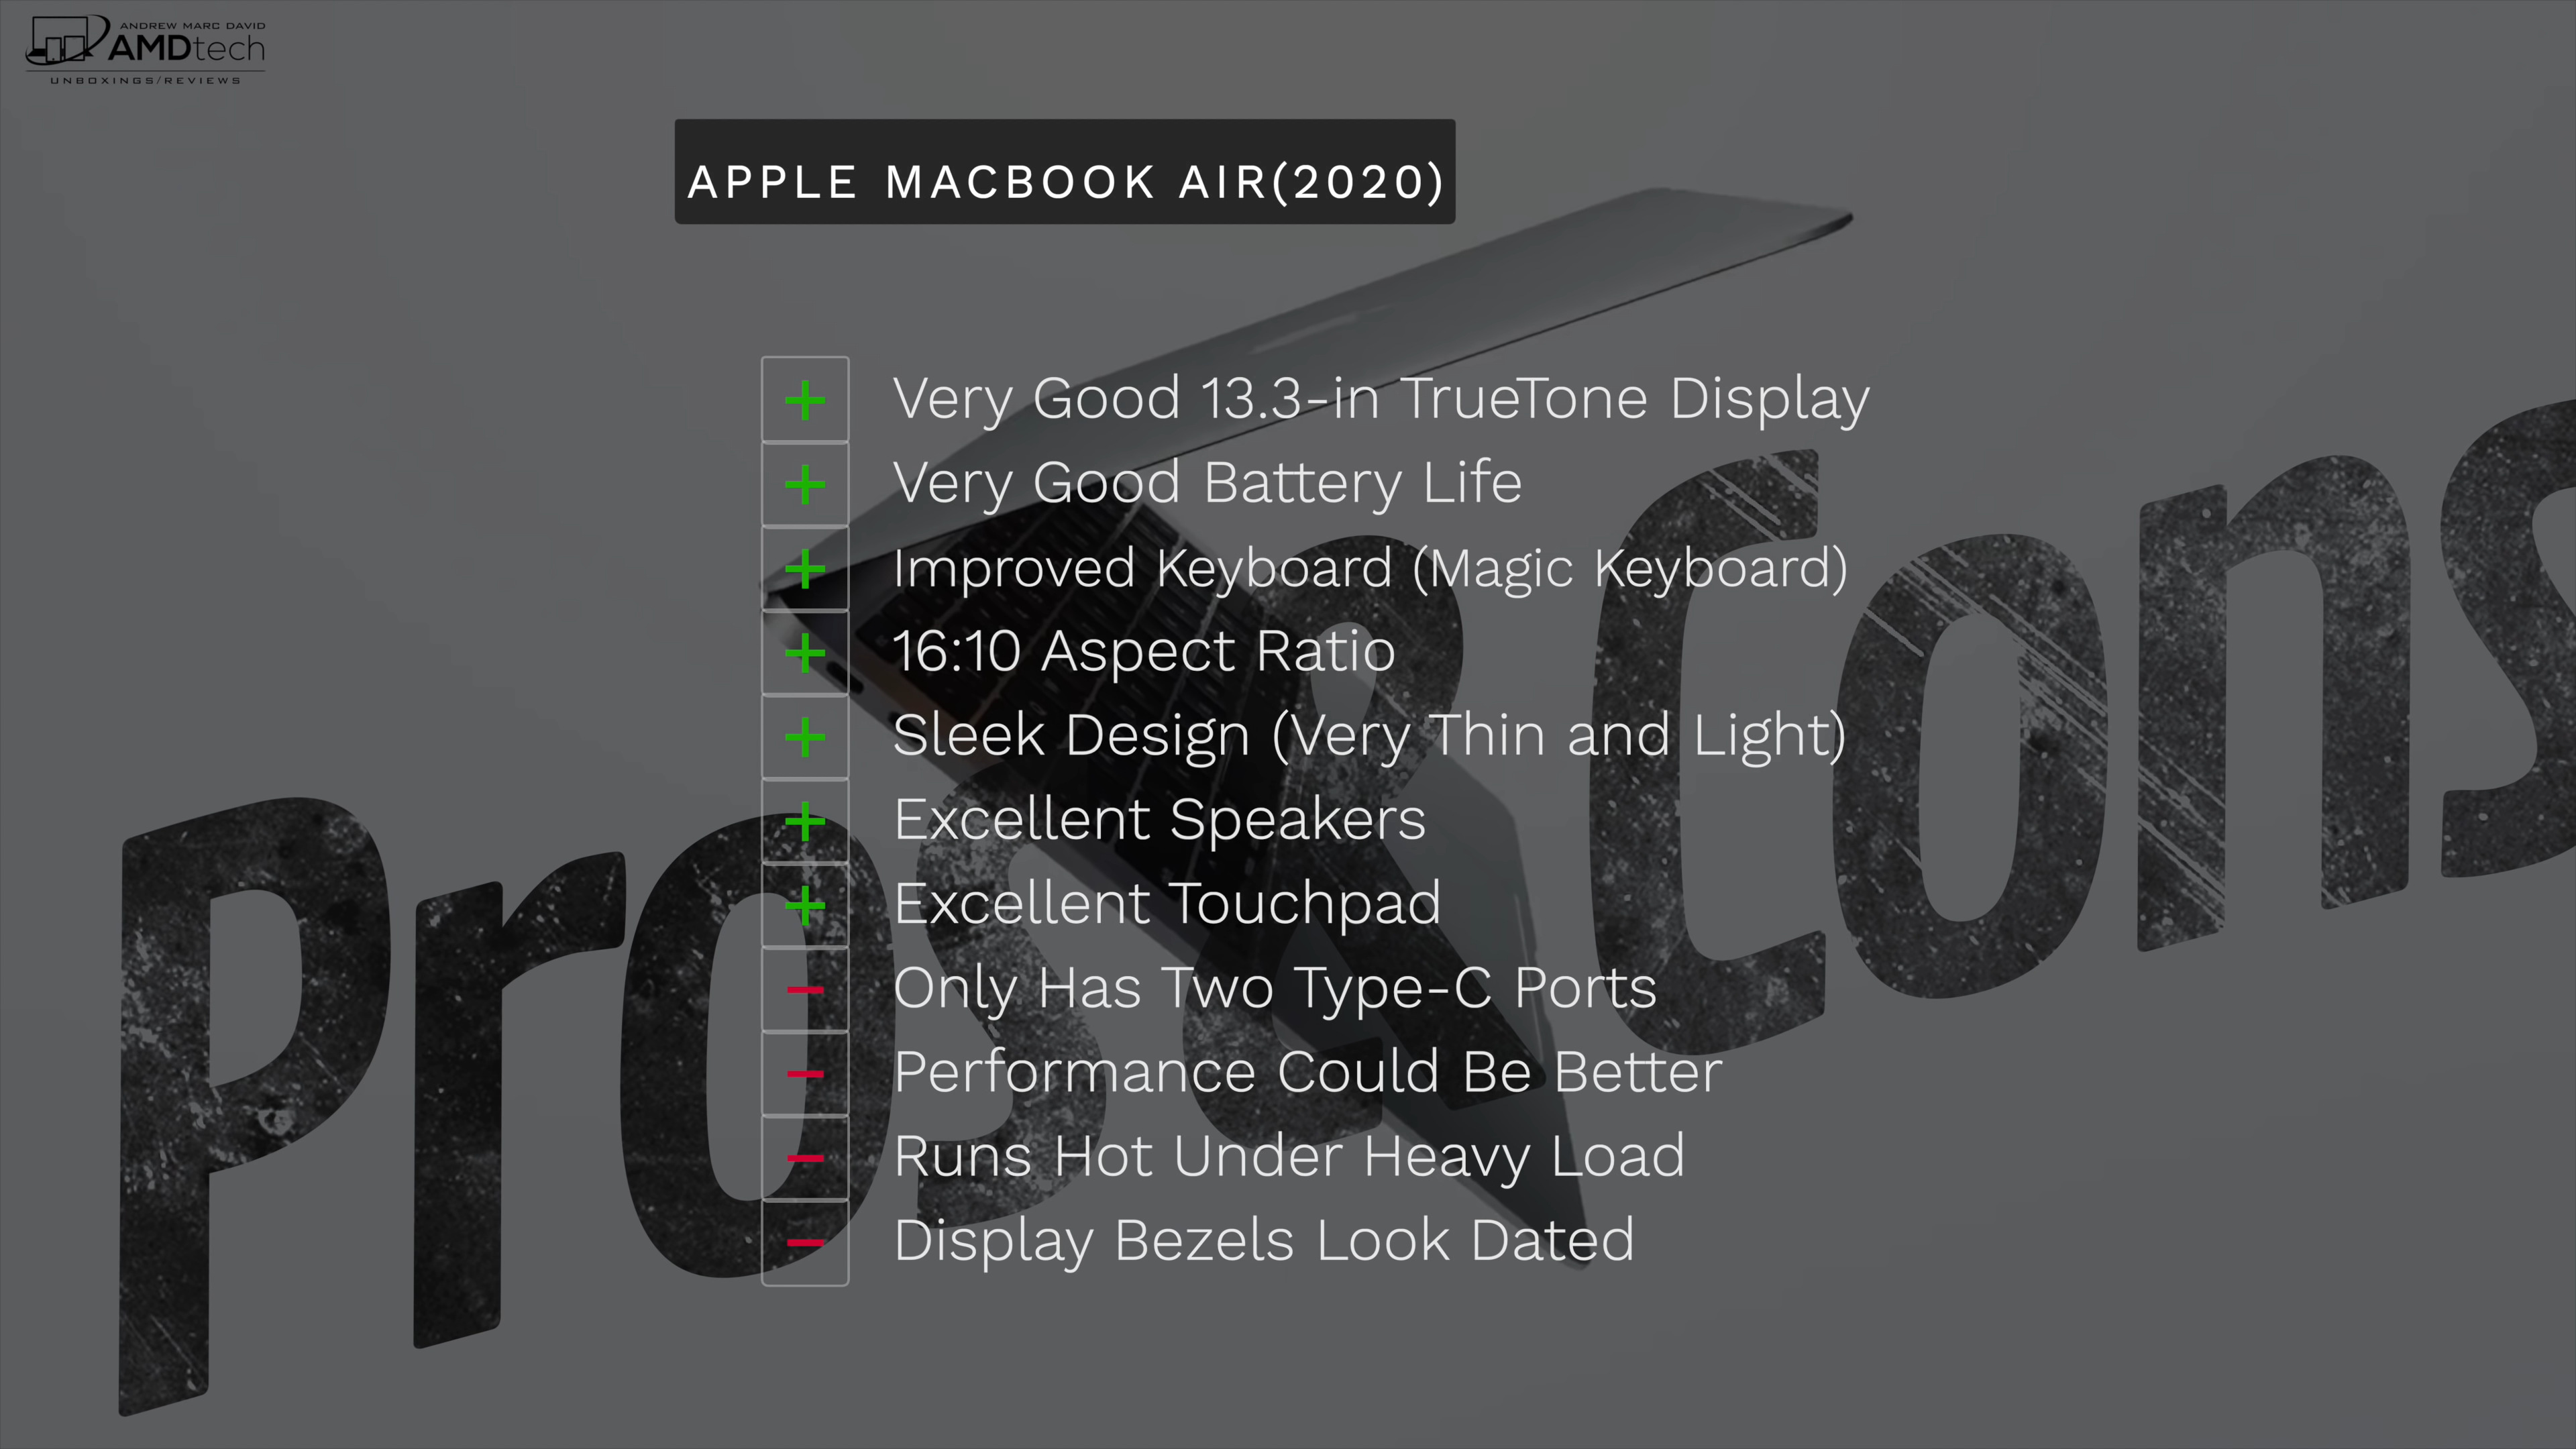 ANDREW MARC DAVID
AMDtech
UNBOXINGS/REVIEWS
APPLE MACBOOK AIR(2020)
+ Very Good 13.3-in TrueTone Display
+ Very Good Battery Life
+ Improved Keyboard (Magic Keyboard)
+ 16:10 Aspect Ratio
+ Sleek Design (Very Thin and Light)
+ Excellent Speakers
+ Excellent Touchpad
− Only Has Two Type-C Ports
− Performance Could Be Better
− Runs Hot Under Heavy Load
− Display Bezels Look Dated
Pros & Cons